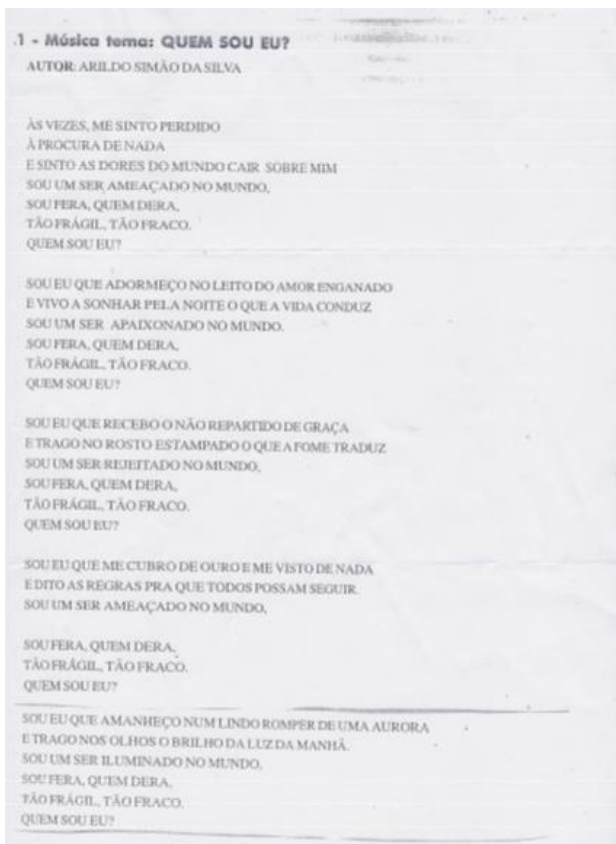 .1 - Música tema: QUEM SOU EU?
AUTOR: ARILDO SIMÃO DA SILVA
ÀS VEZES, ME SINTO PERDIDO
À PROCURA DE NADA
E SINTO AS DORES DO MUNDO CAIR SOBRE MIM
SOU UM SER AMEAÇADO NO MUNDO,
SOU FERA, QUEM DERA,
TÃO FRÁGIL, TÃO FRACO.
QUEM SOU EU?
SOU EU QUE ADORMEÇO NO LEITO DO AMOR ENGANADO
E VIVO A SONHAR PELA NOITE O QUE A VIDA CONDUZ
SOU UM SER APAIXONADO NO MUNDO.
SOU FERA, QUEM DERA,
TÃO FRÁGIL, TÃO FRACO.
QUEM SOU EU?
SOU EU QUE RECEBO O NÃO REPARTIDO DE GRAÇA
E TRAGO NO ROSTO ESTAMPADO O QUE A FOME TRADUZ
SOU UM SER REJEITADO NO MUNDO,
SOU FERA, QUEM DERA,
TÃO FRÁGIL, TÃO FRACO.
QUEM SOU EU?
SOU EU QUE ME CUBRO DE OURO E ME VISTO DE NADA
E DITO AS REGRAS PRA QUE TODOS POSSAM SEGUIR.
SOU UM SER AMEAÇADO NO MUNDO,
SOU FERA, QUEM DERA,
TÃO FRÁGIL, TÃO FRACO.
QUEM SOU EU?
SOU EU QUE AMANHEÇO NUM LINDO ROMPER DE UMA AURORA
E TRAGO NOS OLHOS O BRILHO DA LUZ DA MANHÃ.
SOU UM SER ILUMINADO NO MUNDO,
SOU FERA, QUEM DERA,
TÃO FRÁGIL, TÃO FRACO.
QUEM SOU EU?